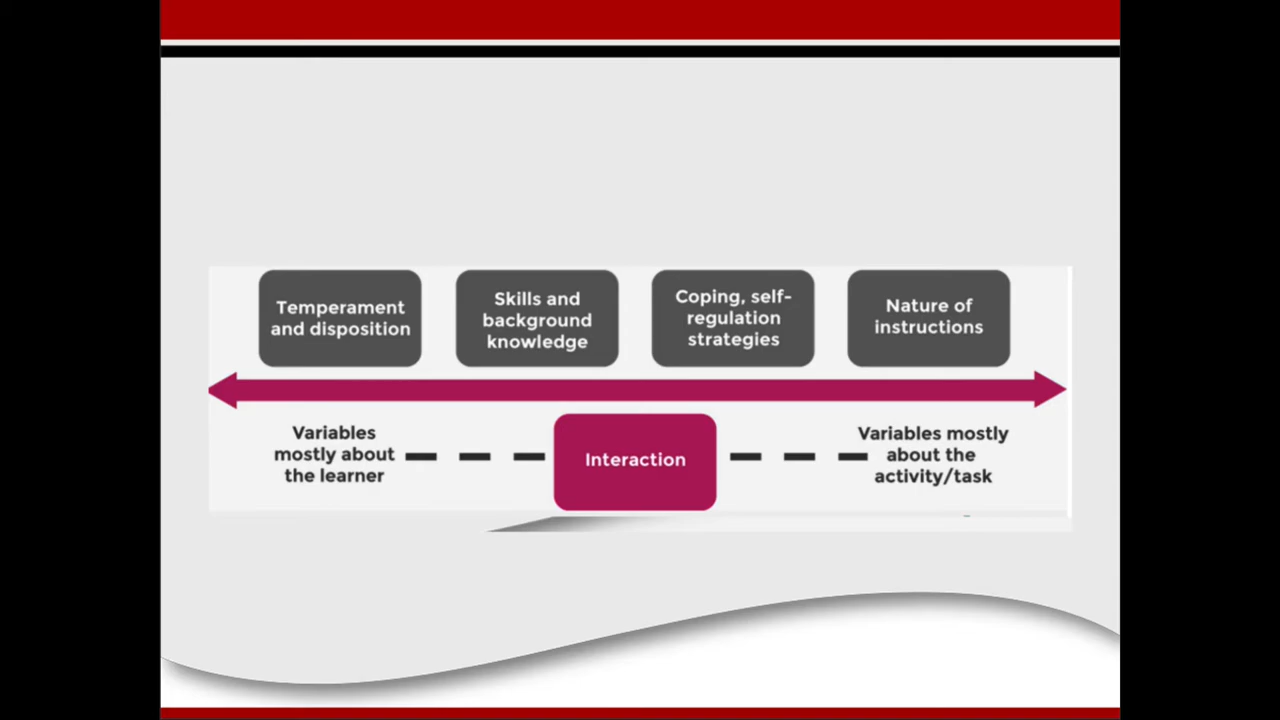 Temperament
and disposition
Skills and
background
knowledge
Coping, self-
regulation
strategies
Nature of
instructions
Variables
mostly about
the learner
Interaction
Variables mostly
about the
activity/task